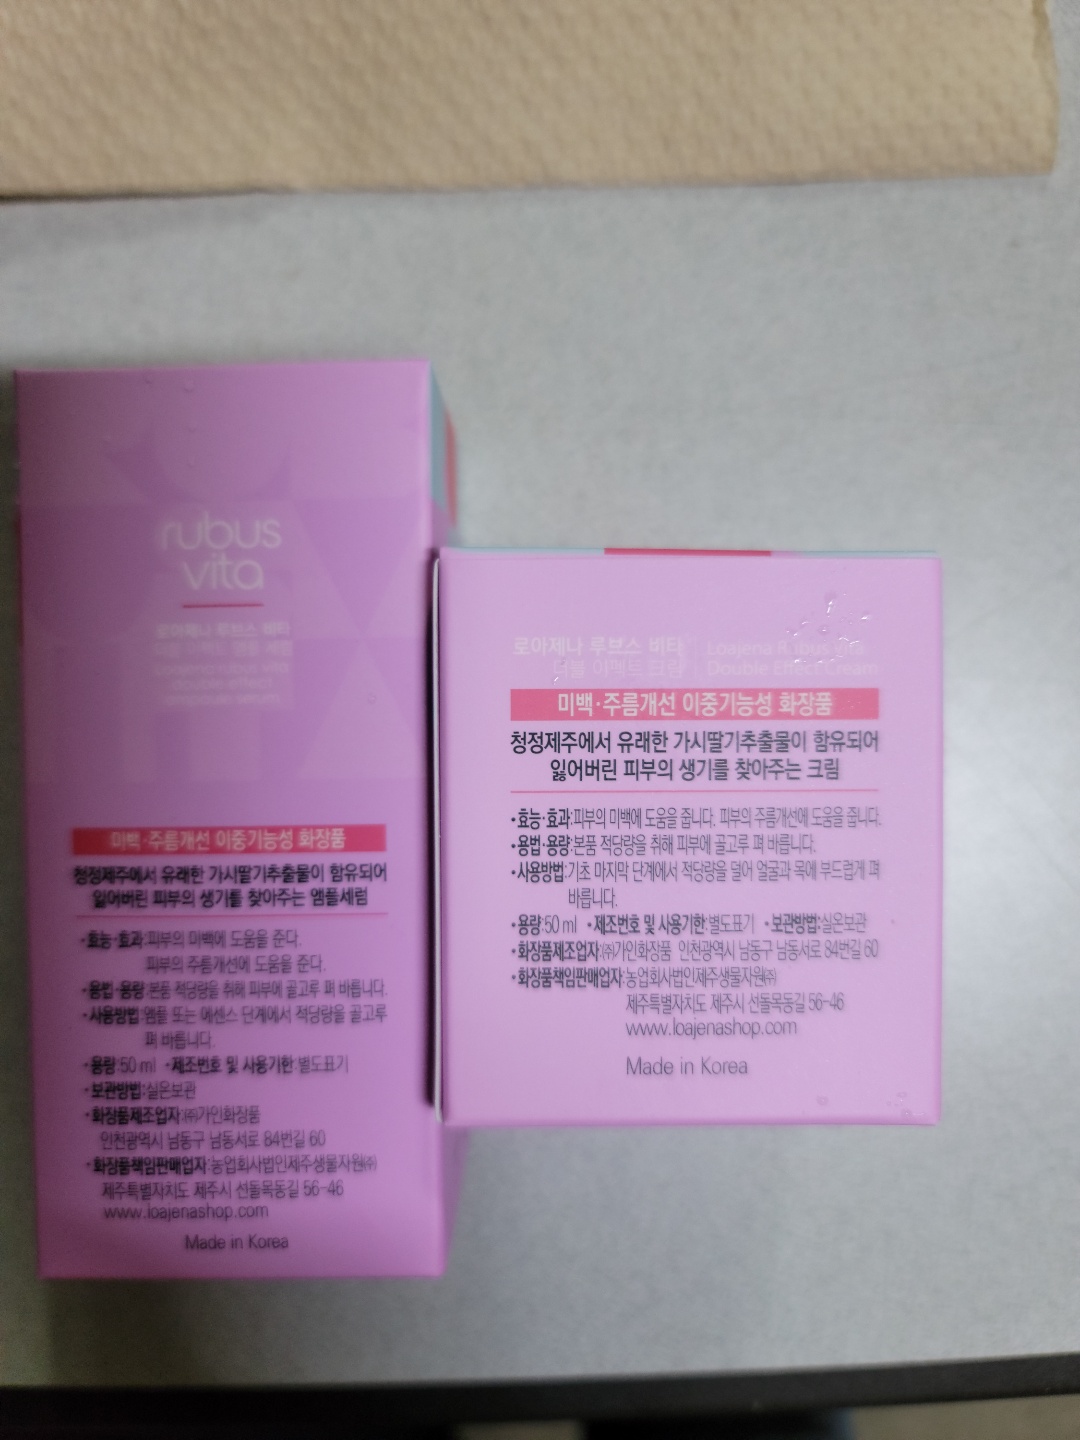 rubus
vita
로아제나 루브스 비타
더블 이펙트 앰플 세럼
Loajena rubus vita
double effect
ampoule serum
미백·주름개선 이중기능성 화장품
청정제주에서 유래한 가시딸기추출물이 함유되어
잃어버린 피부의 생기를 찾아주는 앰플세럼
·효능·효과:피부의 미백에 도움을 준다.
피부의 주름개선에 도움을 준다.
·용법·용량:본품 적당량을 취해 피부에 골고루 펴 바릅니다.
·사용방법:앰플 또는 에센스 단계에서 적당량을 골고루
펴 바릅니다.
·용량:50 ml ·제조번호 및 사용기한:별도표기
·보관방법:실온보관
·화장품제조업자:㈜가인화장품
인천광역시 남동구 남동서로 84번길 60
·화장품책임판매업자:농업회사법인제주생물자원㈜
제주특별자치도 제주시 선돌목동길 56-46
www.loajenashop.com
Made in Korea
로아제나 루브스 비타 | Loajena Rubus Vita
더블 이펙트 크림 | Double Effect Cream
미백·주름개선 이중기능성 화장품
청정제주에서 유래한 가시딸기추출물이 함유되어
잃어버린 피부의 생기를 찾아주는 크림
·효능·효과:피부의 미백에 도움을 줍니다. 피부의 주름개선에 도움을 줍니다.
·용법·용량:본품 적당량을 취해 피부에 골고루 펴 바릅니다.
·사용방법:기초 마지막 단계에서 적당량을 덜어 얼굴과 목에 부드럽게 펴
바릅니다.
·용량:50 ml ·제조번호 및 사용기한:별도표기 ·보관방법:실온보관
·화장품제조업자:㈜가인화장품 인천광역시 남동구 남동서로 84번길 60
·화장품책임판매업자:농업회사법인제주생물자원㈜
제주특별자치도 제주시 선돌목동길 56-46
www.loajenashop.com
Made in Korea